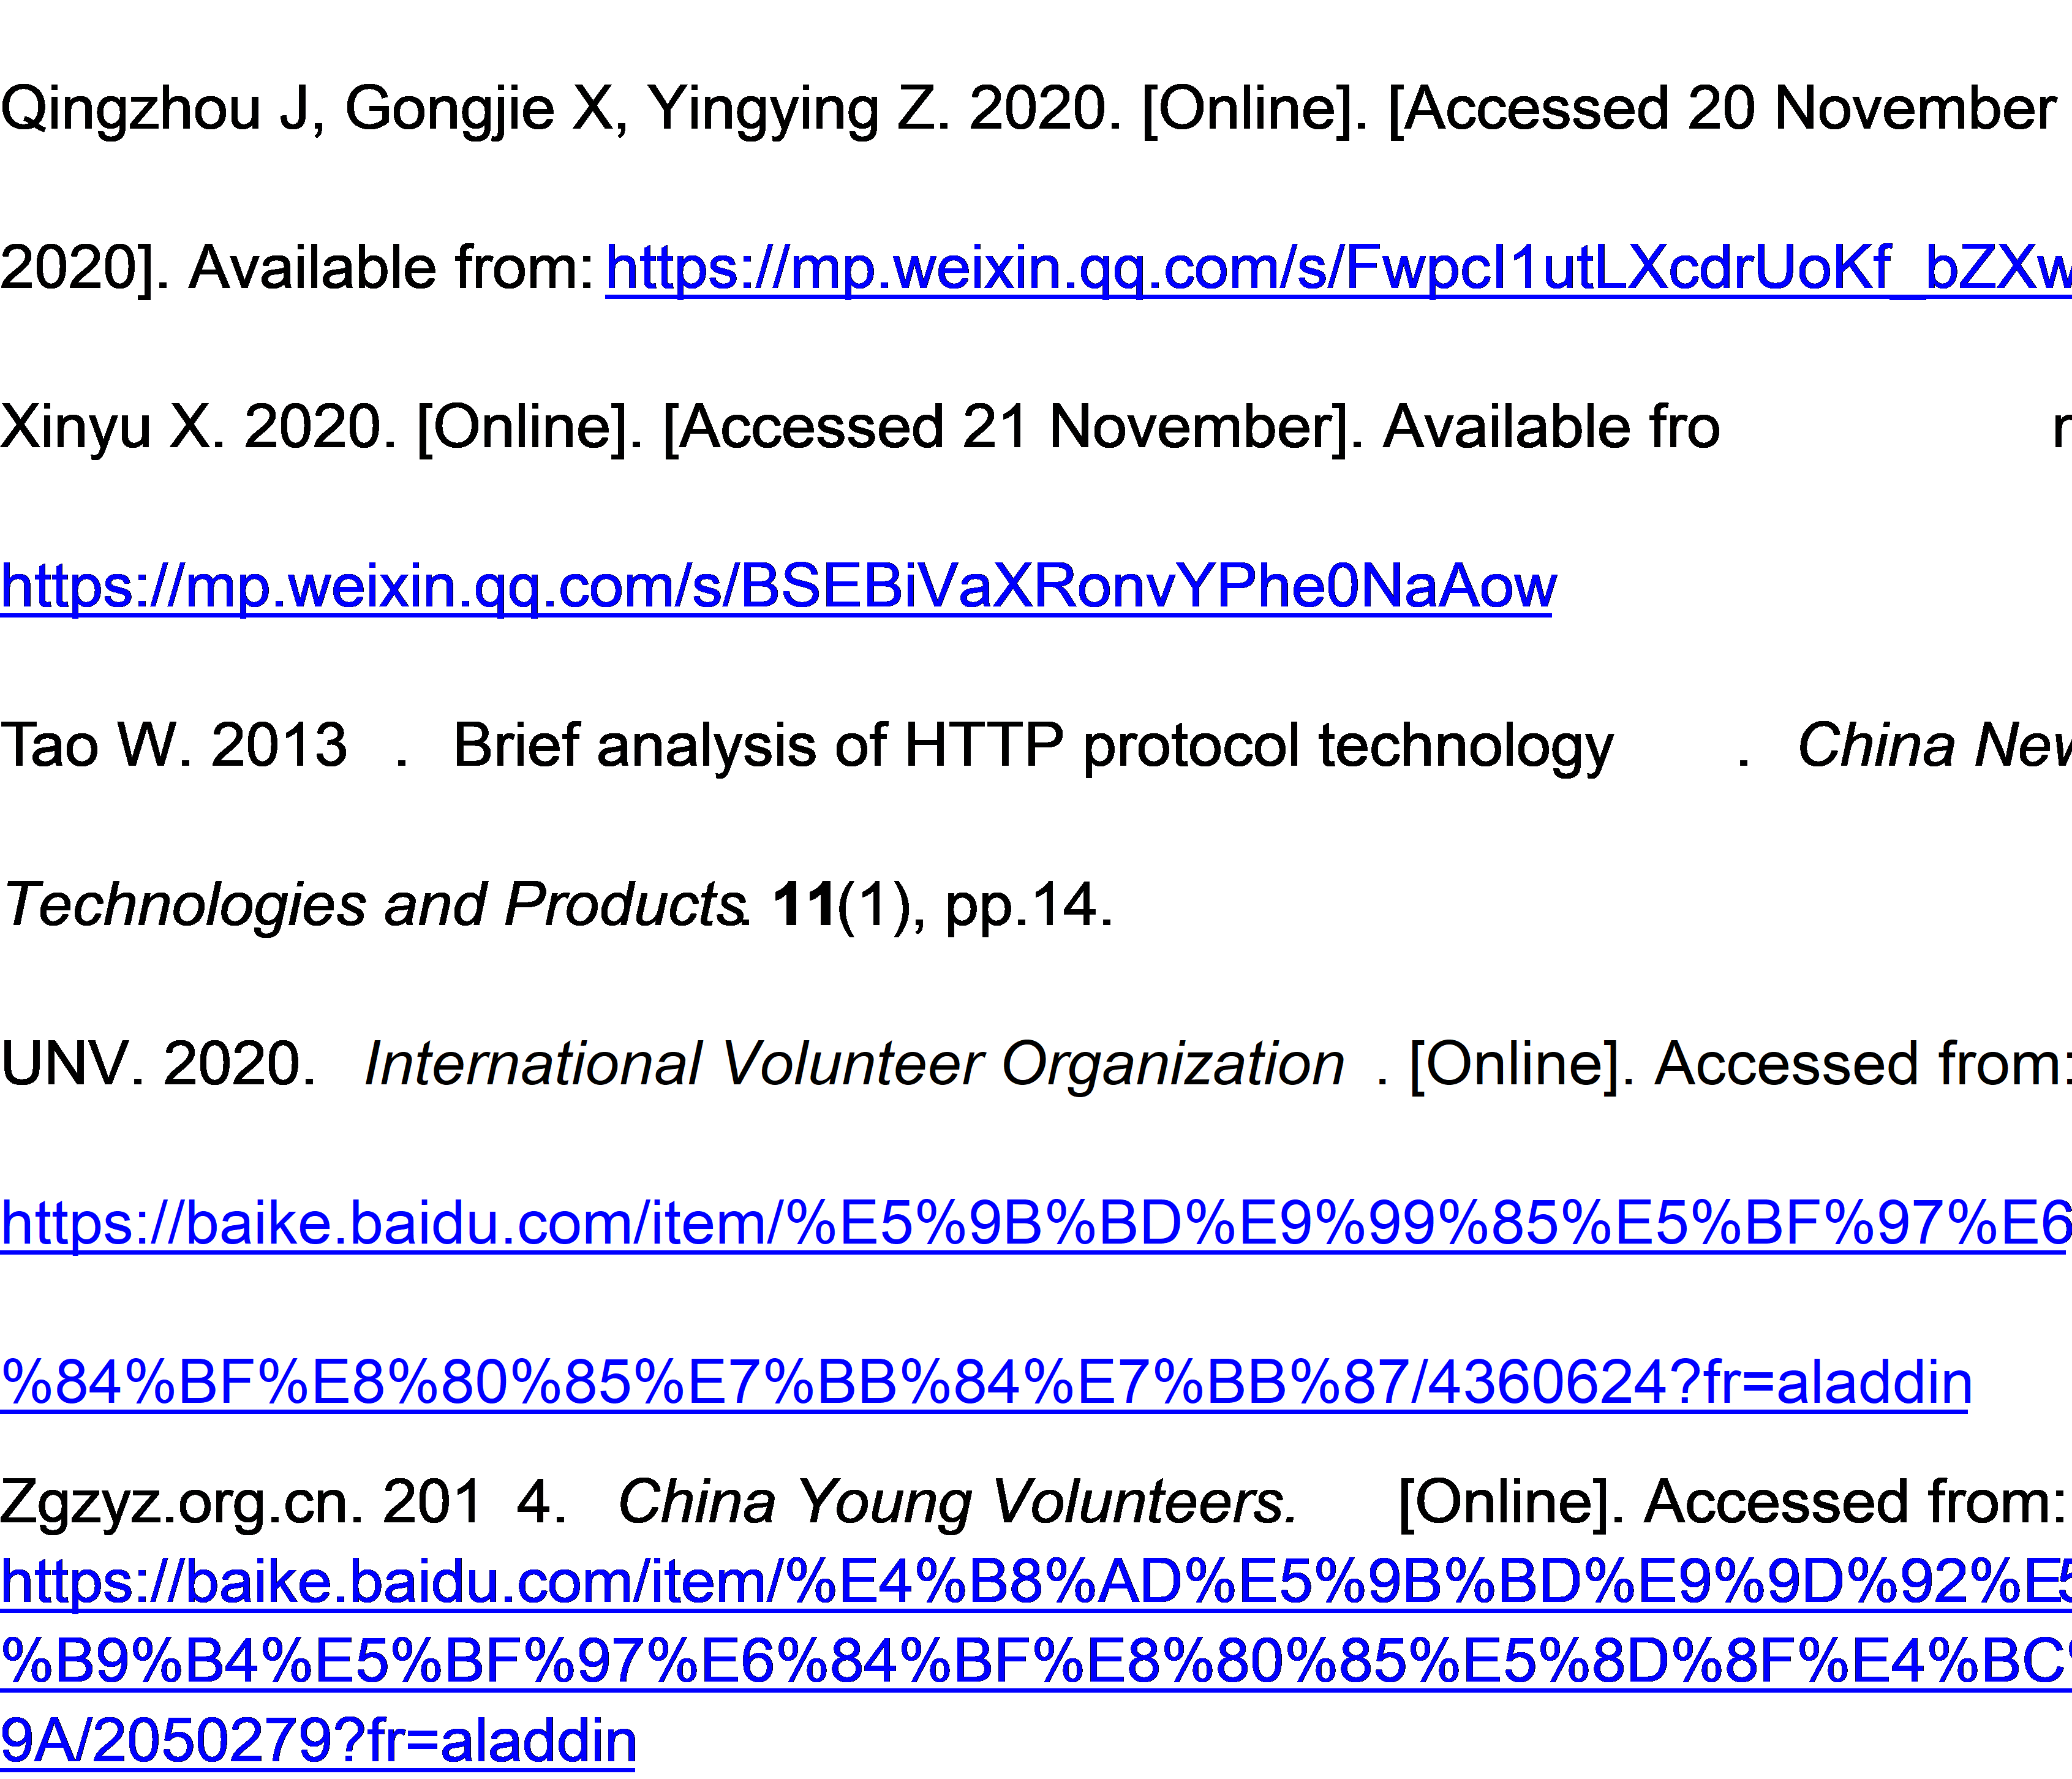 Qingzhou J, Gongjie X, Yingying Z. 2020. [Online]. [Accessed 20 November
2020]. Available from: https://mp.weixin.qq.com/s/FwpcI1utLXcdrUoKf_bZXw
Xinyu X. 2020. [Online]. [Accessed 21 November]. Available fro
https://mp.weixin.qq.com/s/BSEBiVaXRonvYPhe0NaAow
Tao W. 2013 . Brief analysis of HTTP protocol technology . China New
Technologies and Products. 11(1), pp.14.
UNV. 2020. International Volunteer Organization . [Online]. Accessed from:
https://baike.baidu.com/item/%E5%9B%BD%E9%99%85%E5%BF%97%E6
%84%BF%E8%80%85%E7%BB%84%E7%BB%87/4360624?fr=aladdin
Zgzyz.org.cn. 201 4. China Young Volunteers. [Online]. Accessed from:
https://baike.baidu.com/item/%E4%B8%AD%E5%9B%BD%E9%9D%92%E5
%B9%B4%E5%BF%97%E6%84%BF%E8%80%85%E5%8D%8F%E4%BC%
9A/2050279?fr=aladdin